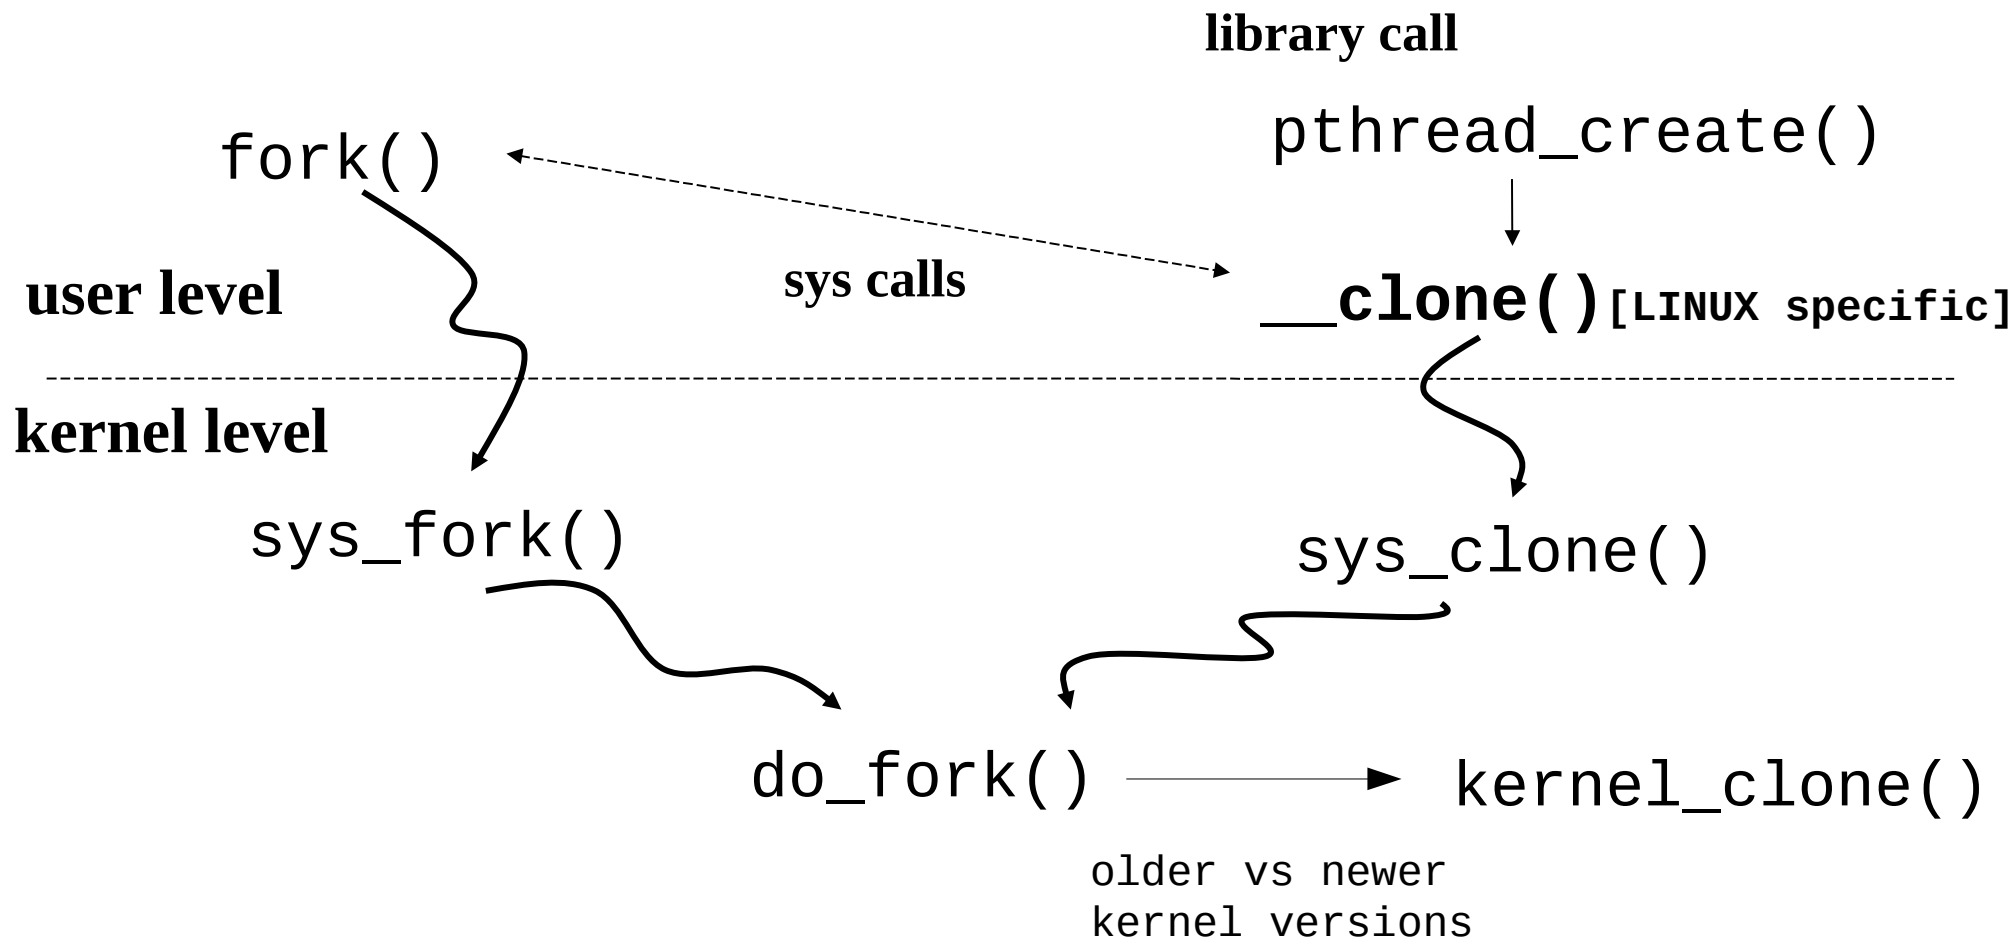 library call
pthread_create()
fork()
sys calls
__clone()[LINUX specific]
user level
kernel level
sys_fork()
sys_clone()
do_fork()
kernel_clone()
older vs newer
kernel versions